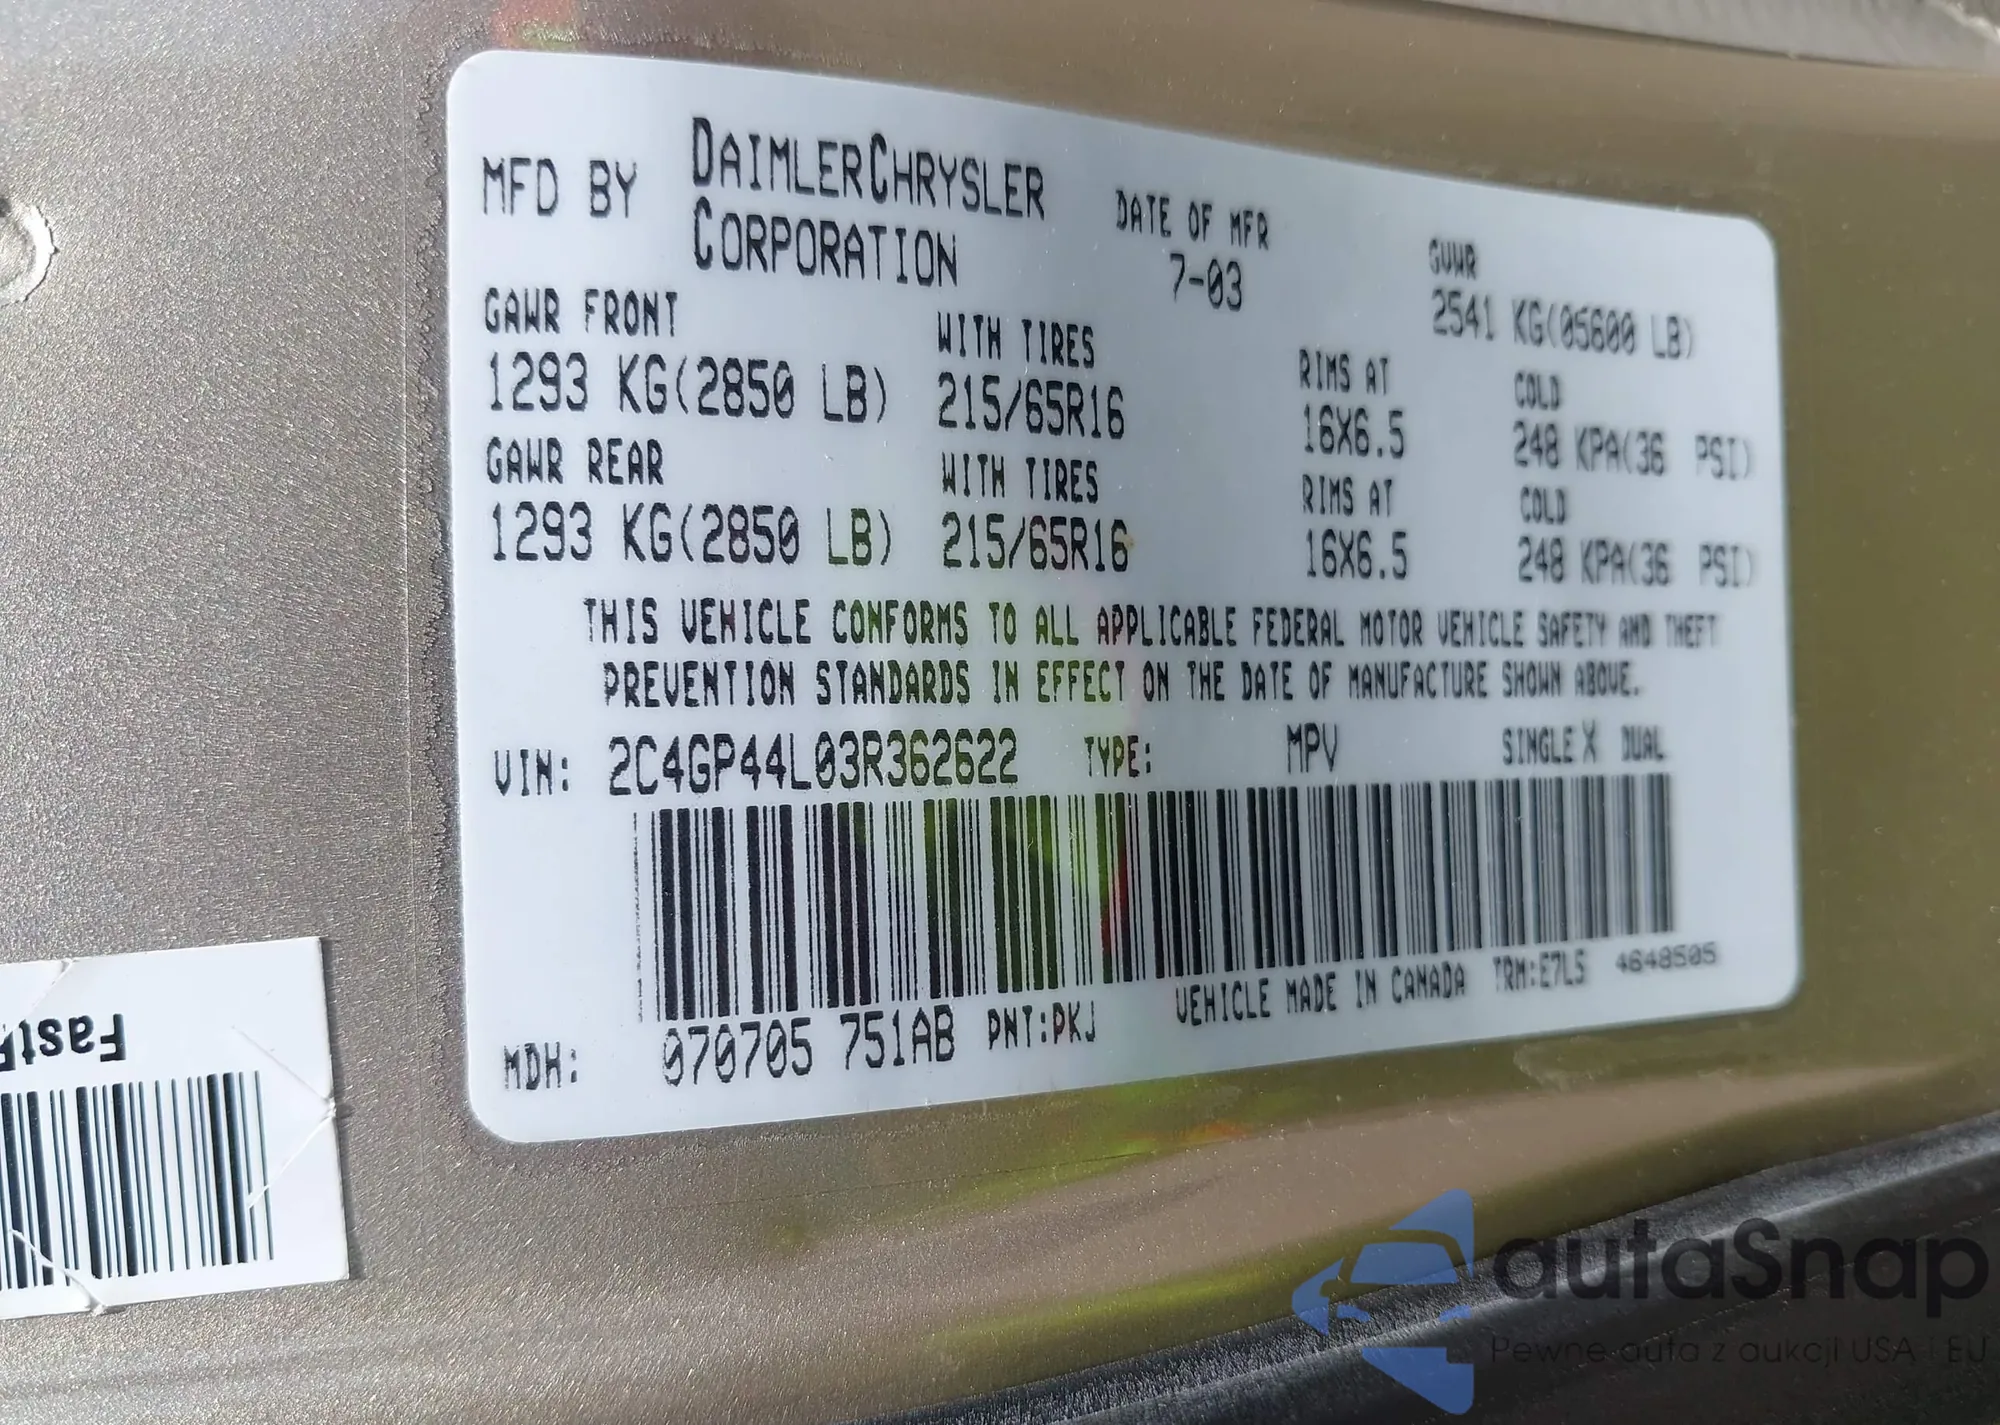 MFD BY DAIMLERCHRYSLER CORPORATION
DATE OF MFR
7-03
GVWR
2541 KG(05600 LB)
GAWR FRONT WITH TIRES RIMS AT COLD
1293 KG(2850 LB) 215/65R16 16X6.5 248 KPA(36 PSI)
GAWR REAR WITH TIRES RIMS AT COLD
1293 KG(2850 LB) 215/65R16 16X6.5 248 KPA(36 PSI)
THIS VEHICLE CONFORMS TO ALL APPLICABLE FEDERAL MOTOR VEHICLE SAFETY AND THEFT
PREVENTION STANDARDS IN EFFECT ON THE DATE OF MANUFACTURE SHOWN ABOVE.
VIN: 2C4GP44L03R362622 TYPE: MPV SINGLE X DUAL
MDH: 070705 751AB PNT:PKJ VEHICLE MADE IN CANADA TRM:E7LS 4648505
autaSnap
Pewne auta z aukcji USA i EU